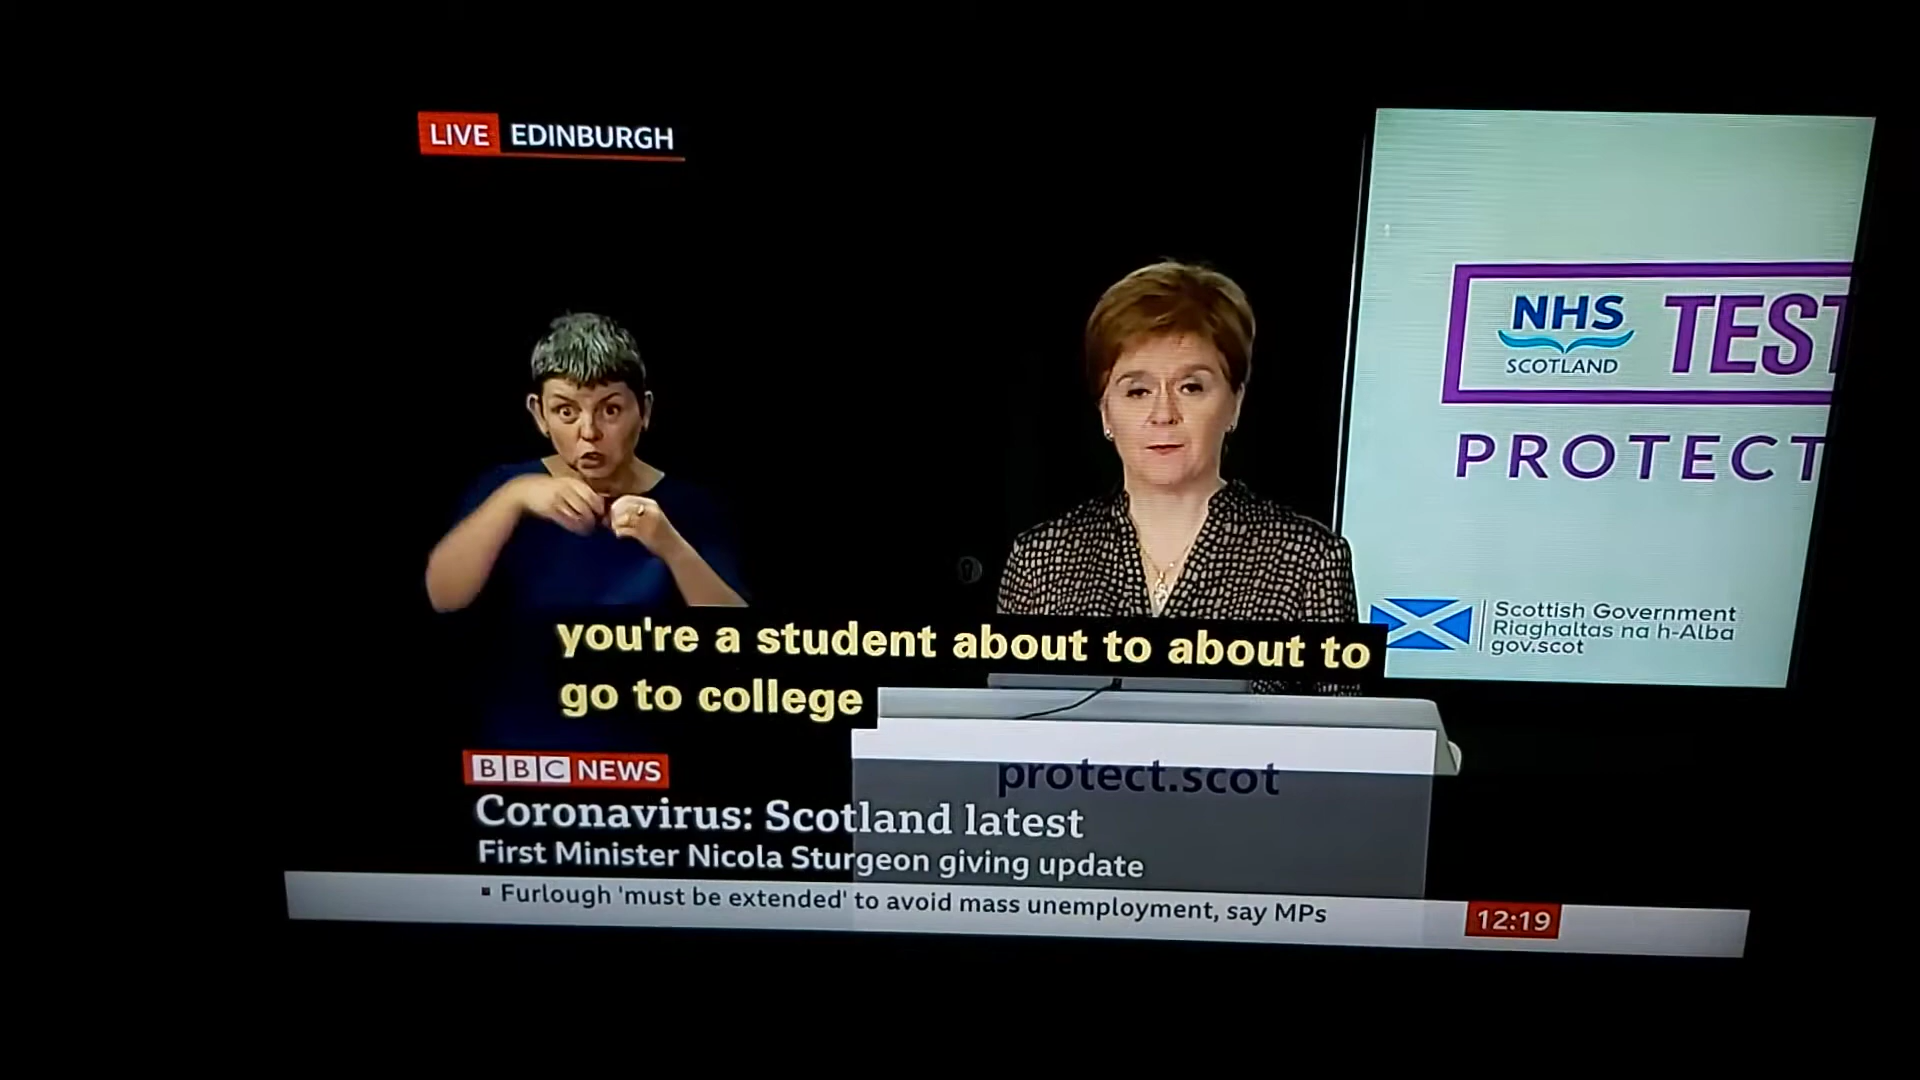 LIVE EDINBURGH
NHS
SCOTLAND
TEST
PROTECT
Scottish Government
Riaghaltas na h-Alba
gov.scot
you're a student about to about to
go to college
protect.scot
BBC NEWS
Coronavirus: Scotland latest
First Minister Nicola Sturgeon giving update
Furlough 'must be extended' to avoid mass unemployment, say MPs
12:19